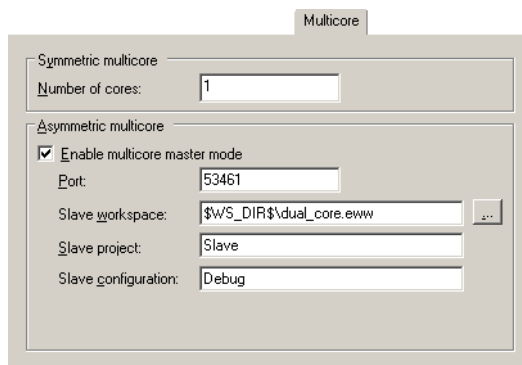 Multicore
Symmetric multicore
Number of cores: 1
Asymmetric multicore
Enable multicore master mode
Port: 53461
Slave workspace: $WS_DIR$\dual_core.eww ...
Slave project: Slave
Slave configuration: Debug